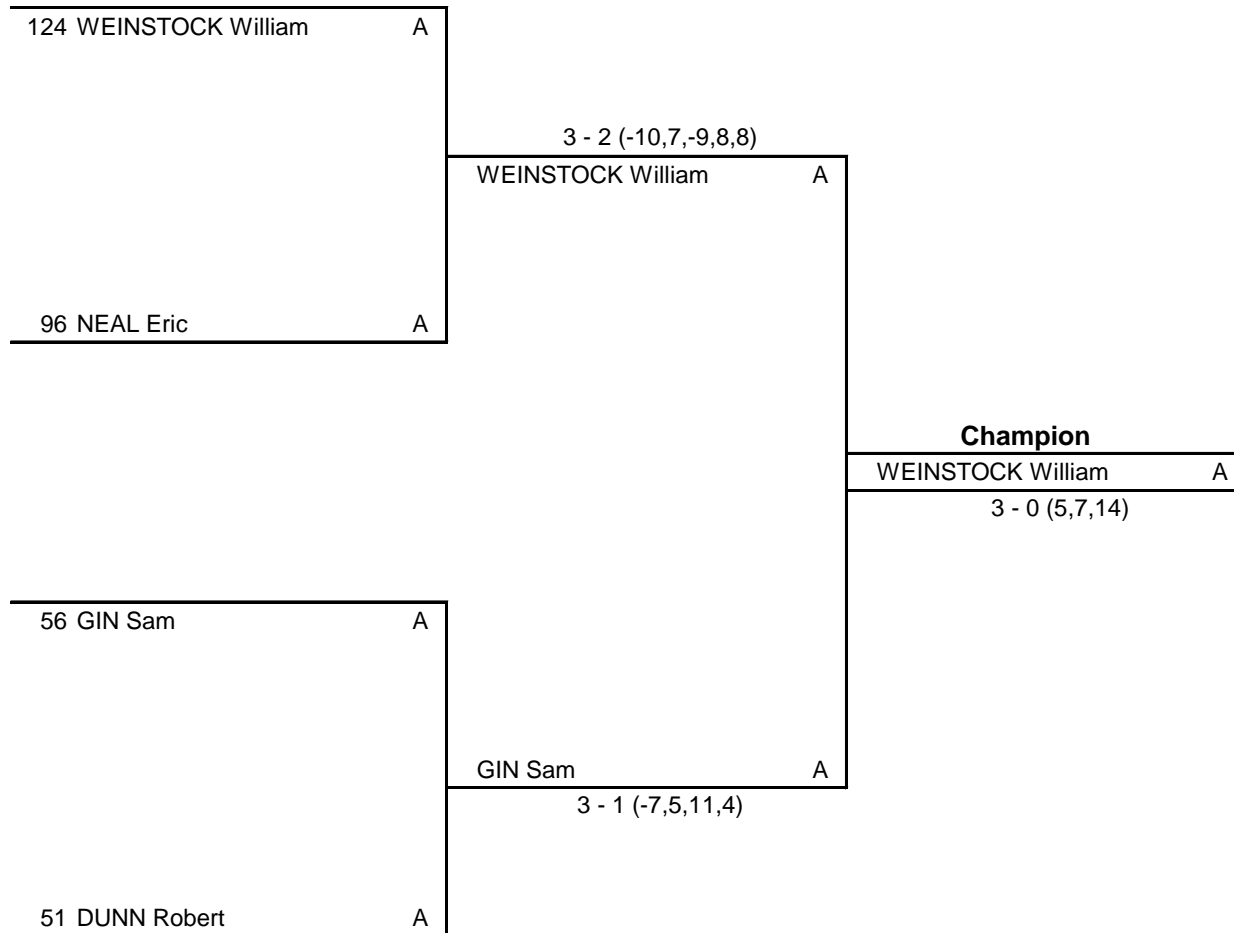 124 WEINSTOCK William A
3 - 2 (-10,7,-9,8,8)
WEINSTOCK William A
96 NEAL Eric A
Champion
WEINSTOCK William A
3 - 0 (5,7,14)
56 GIN Sam A
GIN Sam A
3 - 1 (-7,5,11,4)
51 DUNN Robert A